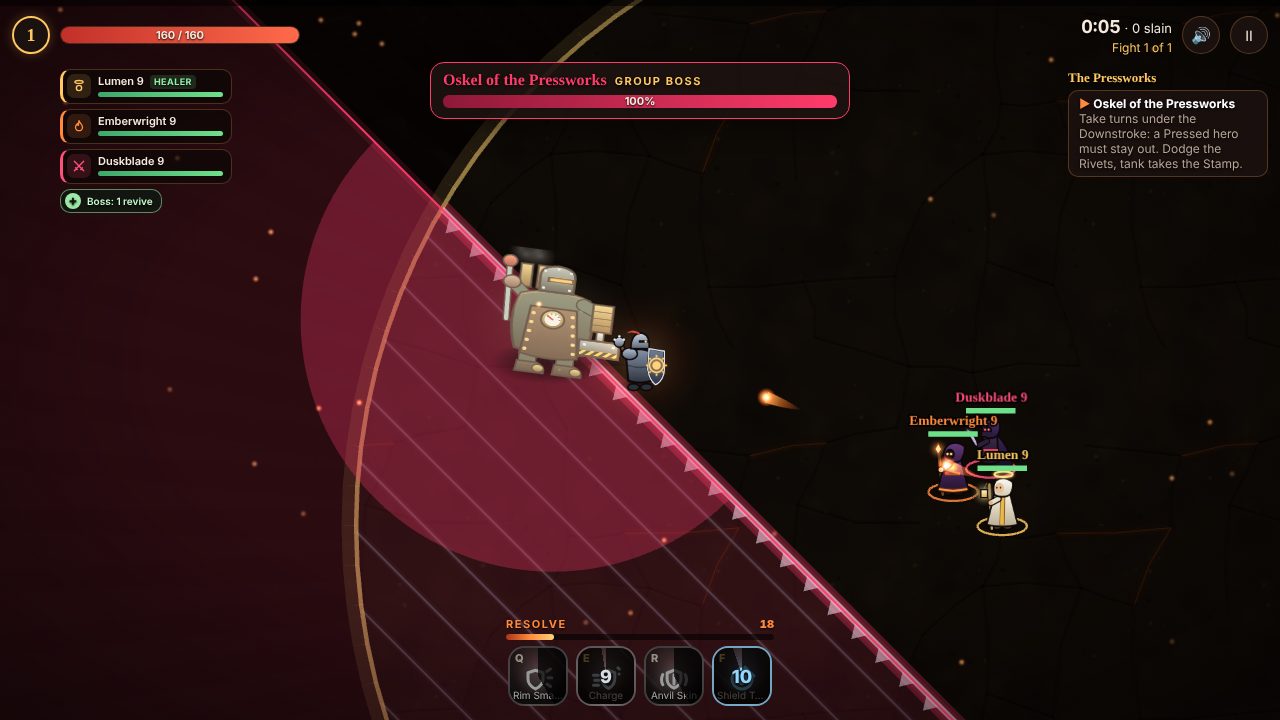 1
160 / 160
Lumen 9 HEALER
Emberwright 9
Duskblade 9
Boss: 1 revive
Oskel of the Pressworks GROUP BOSS
100%
0:05 · 0 slain
Fight 1 of 1
The Pressworks
Oskel of the Pressworks
Take turns under the
Downstroke: a Pressed hero
must stay out. Dodge the
Rivets, tank takes the Stamp.
Duskblade 9
Emberwright 9
Lumen 9
RESOLVE 18
Q E R F
9 10
Rim Sma... Charge Anvil Skin Shield T...